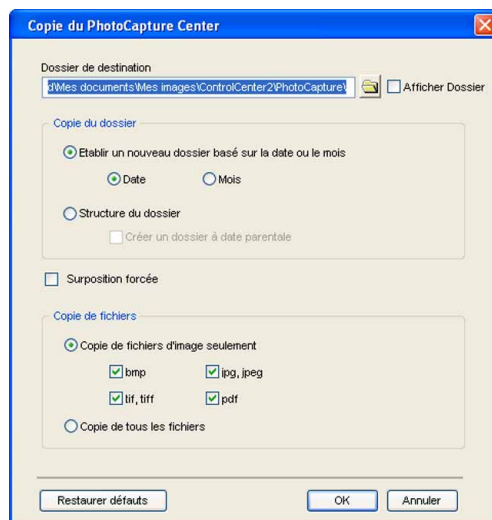 Copie du PhotoCapture Center
Dossier de destination
d\Mes documents\Mes images\ControlCenter2\PhotoCapture\
Afficher Dossier
Copie du dossier
Etablir un nouveau dossier basé sur la date ou le mois
Date Mois
Structure du dossier
Créer un dossier à date parentale
Surposition forcée
Copie de fichiers
Copie de fichiers d'image seulement
bmp jpg, jpeg
tif, tiff pdf
Copie de tous les fichiers
Restaurer défauts OK Annuler